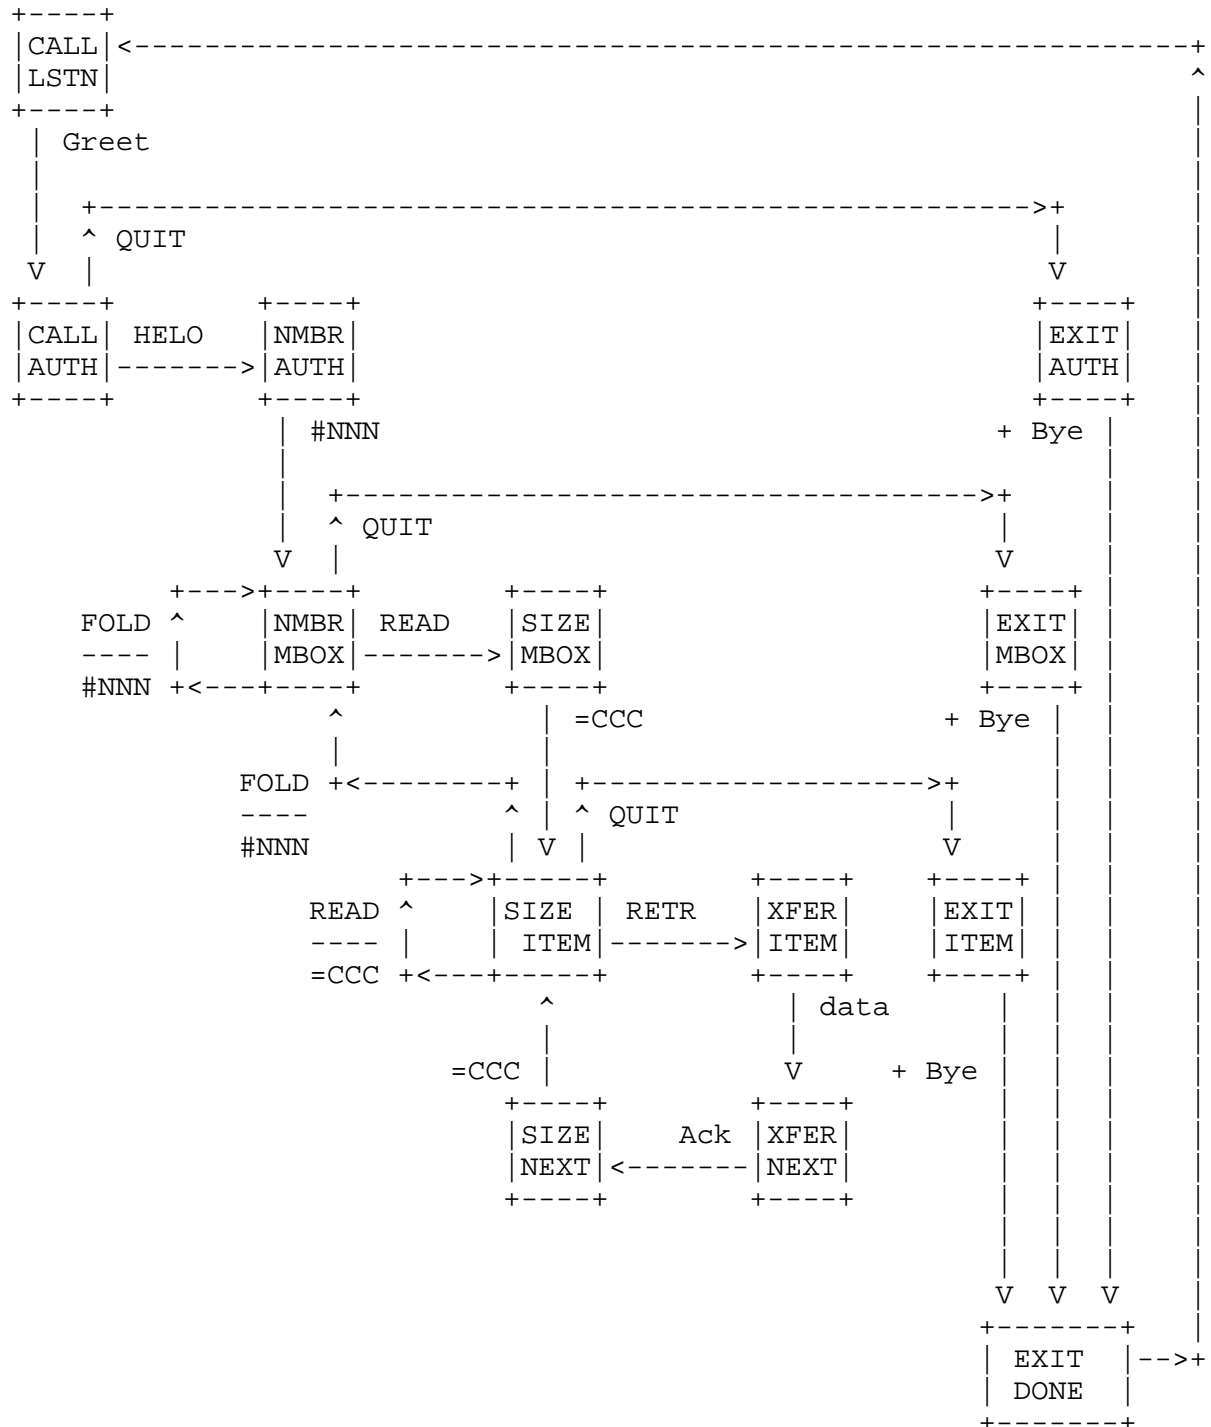 CALL
LSTN
Greet
QUIT
CALL HELO NMBR EXIT
AUTH AUTH AUTH
#NNN + Bye
QUIT
FOLD NMBR READ SIZE EXIT
---- MBOX MBOX MBOX
#NNN
=CCC + Bye
FOLD
---- QUIT
#NNN
READ SIZE RETR XFER EXIT
---- ITEM ITEM ITEM
=CCC
data
=CCC + Bye
SIZE Ack XFER
NEXT NEXT
EXIT
DONE